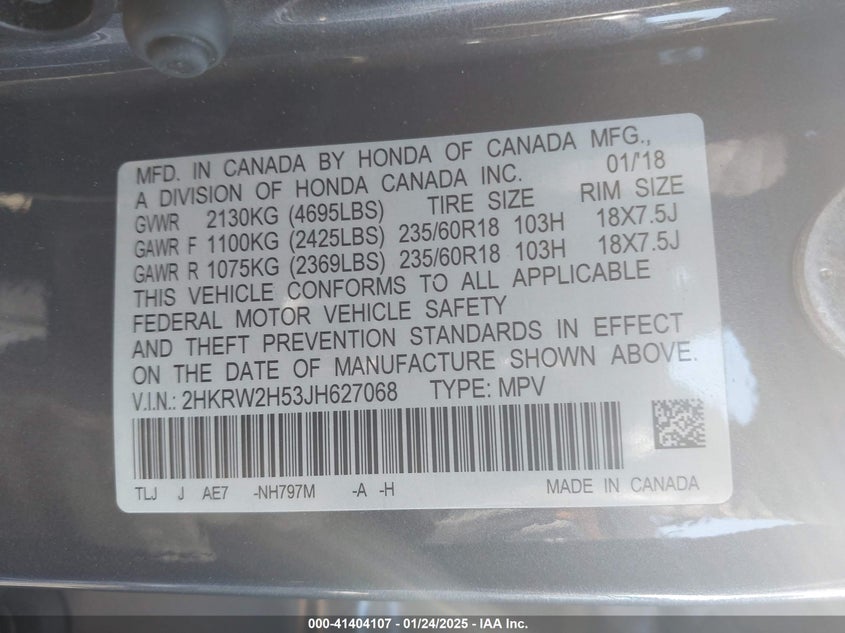 MFD. IN CANADA BY HONDA OF CANADA MFG.,
A DIVISION OF HONDA CANADA INC. 01/'18
GVWR 2130KG (4695LBS) TIRE SIZE RIM SIZE
GAWR F 1100KG (2425LBS) 235/60R18 103H 18X7.5J
GAWR R 1075KG (2369LBS) 235/60R18 103H 18X7.5J
THIS VEHICLE CONFORMS TO ALL APPLICABLE
FEDERAL MOTOR VEHICLE SAFETY
AND THEFT PREVENTION STANDARDS IN EFFECT
ON THE DATE OF MANUFACTURE SHOWN ABOVE.
V.I.N.: 2HKRW2H53JH627068 TYPE: MPV
TLJ J AE7 -NH797M -A -H MADE IN CANADA
000-41404107 - 01/24/2025 - IAA Inc.